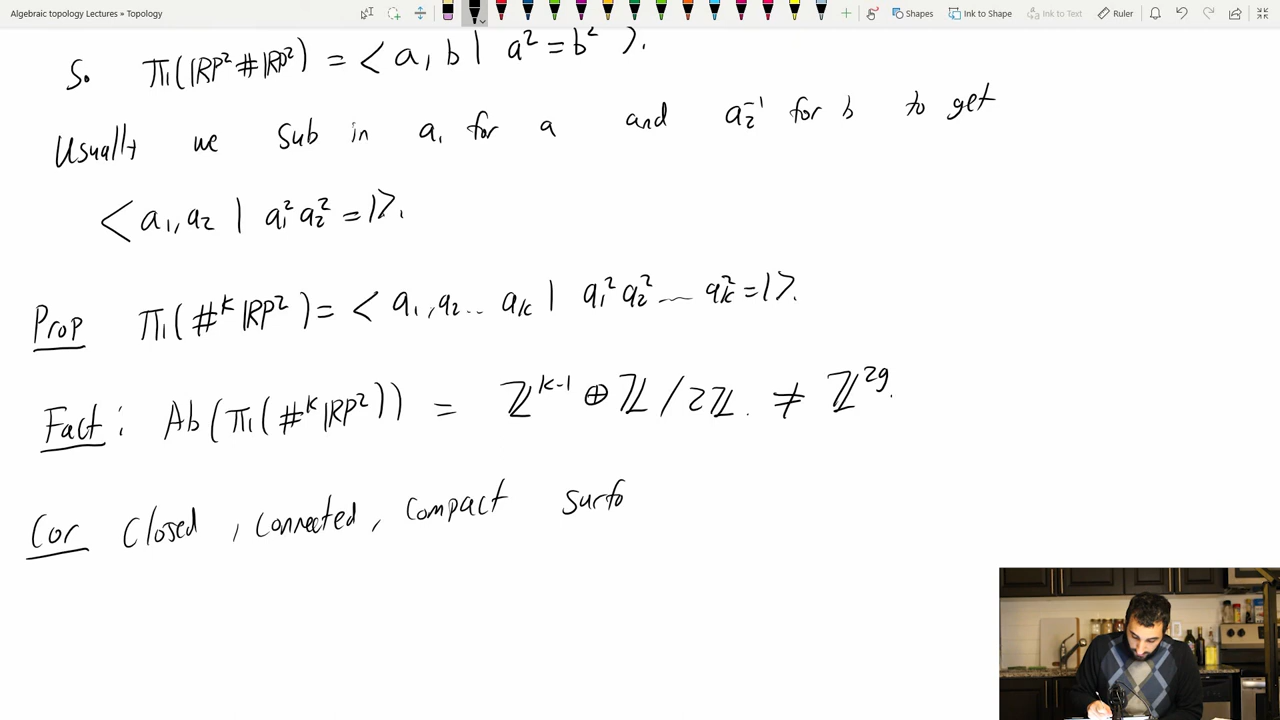 Algebraic topology Lectures » Topology
Shapes Ink to Shape Ink to Text Ruler
So π₁(ℝP²#ℝP²) = < a, b | a² = b² >.
Usually we sub in a₁ for a and a₂⁻¹ for b to get
< a₁, a₂ | a₁² a₂² = 1>.
Prop π₁(#ᵏℝP²) = < a₁, a₂... aₖ | a₁² a₂² ... aₖ² = 1>.
Fact: Ab(π₁(#ᵏℝP²)) = ℤᵏ⁻¹ ⊕ ℤ/2ℤ. ≠ ℤ²ᵍ.
Cor Closed, connected, compact surfa